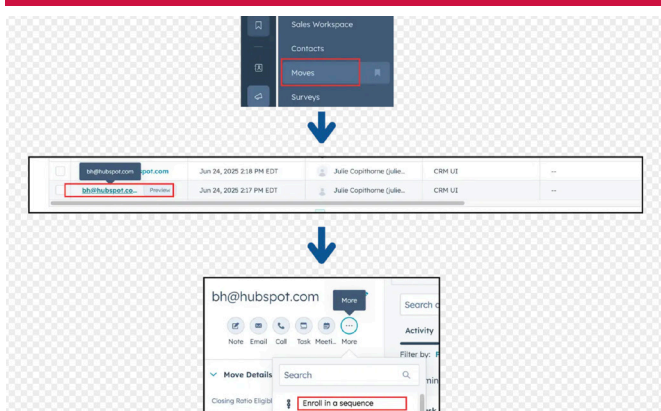 Sales Workspace
Contacts
Moves
Surveys
bh@hubspot.com spot.com Jun 24, 2025 2:18 PM EDT Julie Copithorne (julie... CRM UI --
bh@hubspot.co... Preview Jun 24, 2025 2:17 PM EDT Julie Copithorne (julie... CRM UI --
bh@hubspot.com
More
Search
Note Email Call Task Meeti... More
Activity
Filter by:
Move Details
Search
Closing Ratio Eligibl
Enroll in a sequence